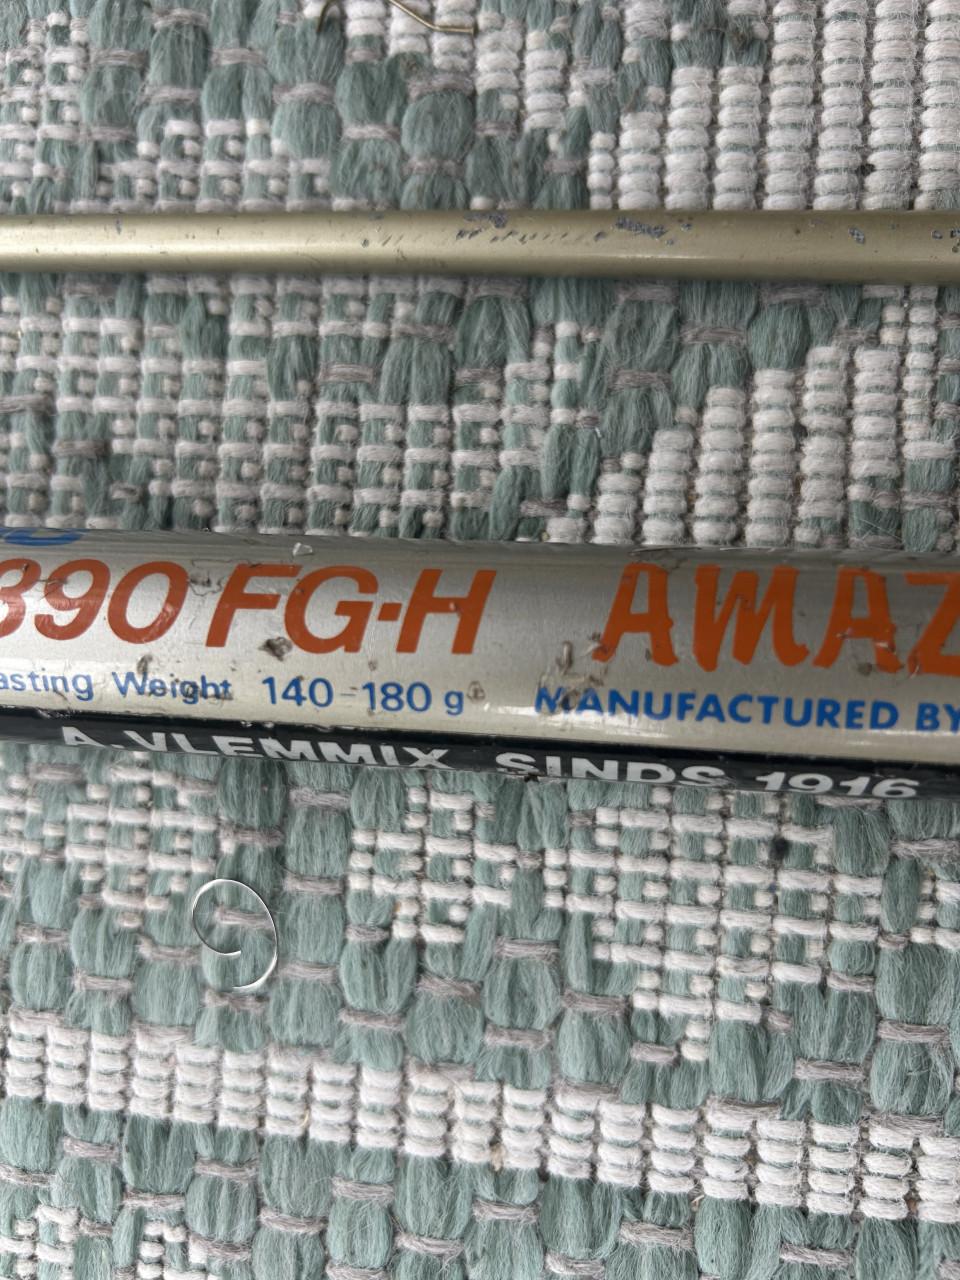 390 FG-H AMAZ
asting Weight 140-180 g MANUFACTURED BY
A.VLEMMIX SINDS 1916